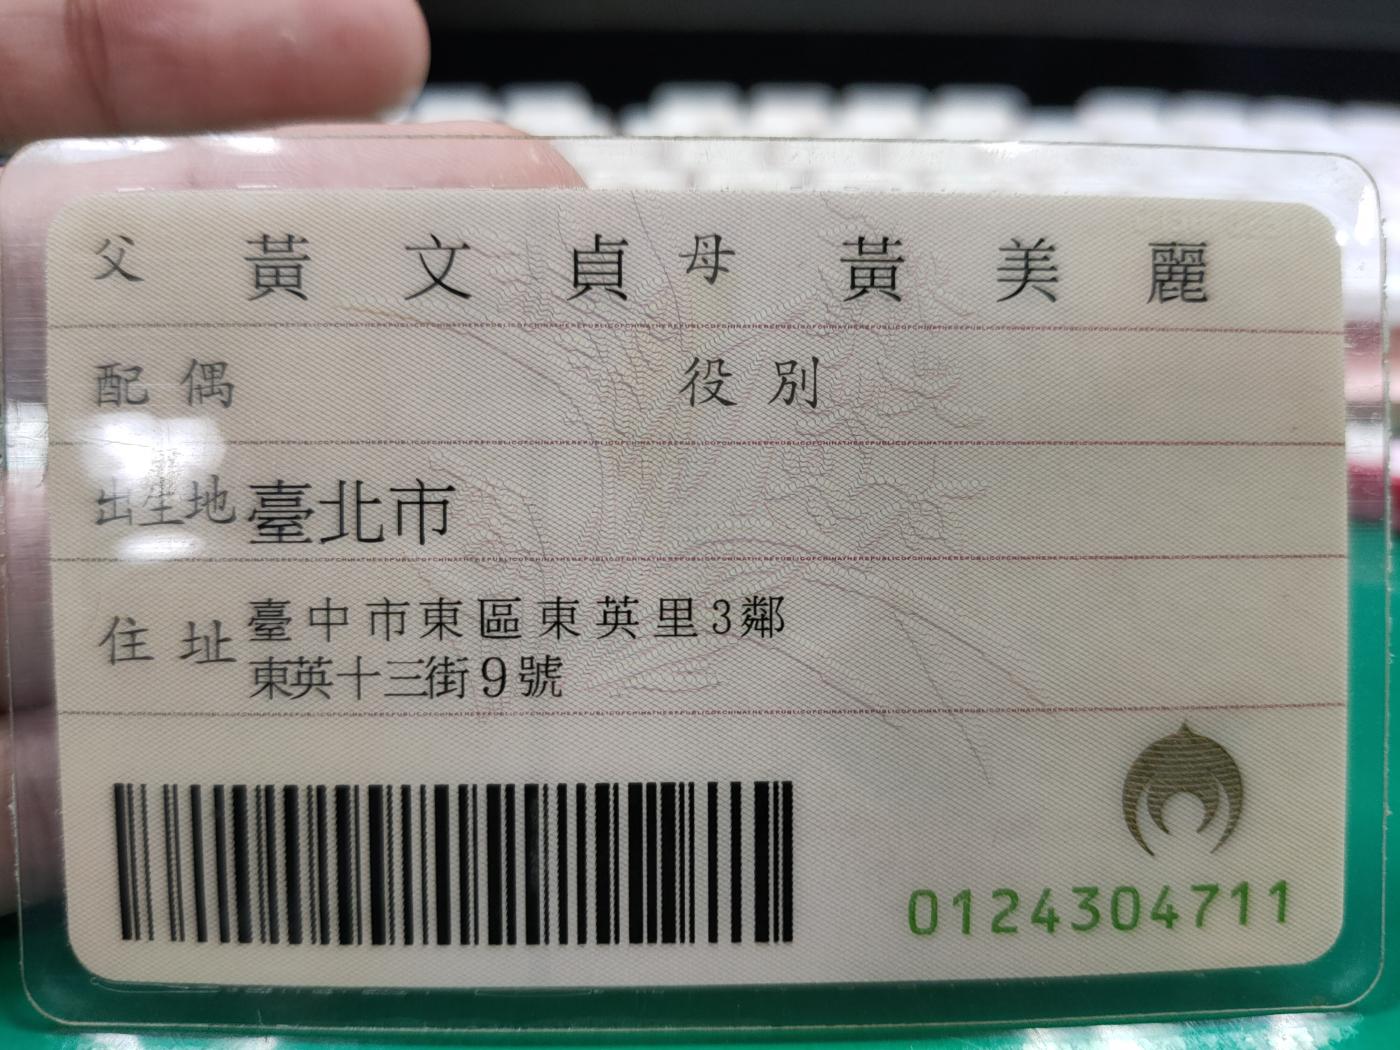 父 黃文貞 母 黃美麗
配偶 役別
出生地 臺北市
住址 臺中市東區東英里3鄰
東英十三街9號
0124304711